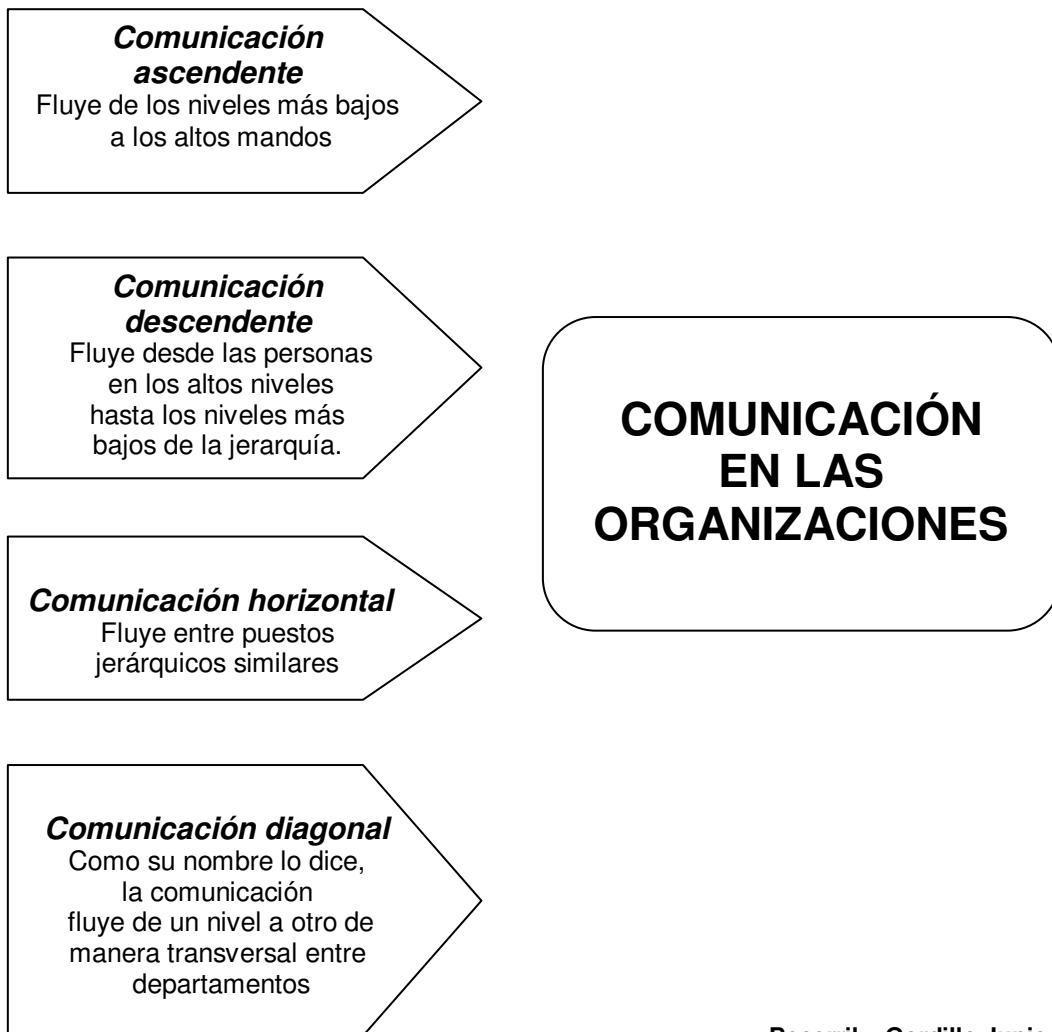 Comunicación
ascendente
Fluye de los niveles más bajos
a los altos mandos
Comunicación
descendente
Fluye desde las personas
en los altos niveles
hasta los niveles más
bajos de la jerarquía.
COMUNICACIÓN
EN LAS
ORGANIZACIONES
Comunicación horizontal
Fluye entre puestos
jerárquicos similares
Comunicación diagonal
Como su nombre lo dice,
la comunicación
fluye de un nivel a otro de
manera transversal entre
departamentos